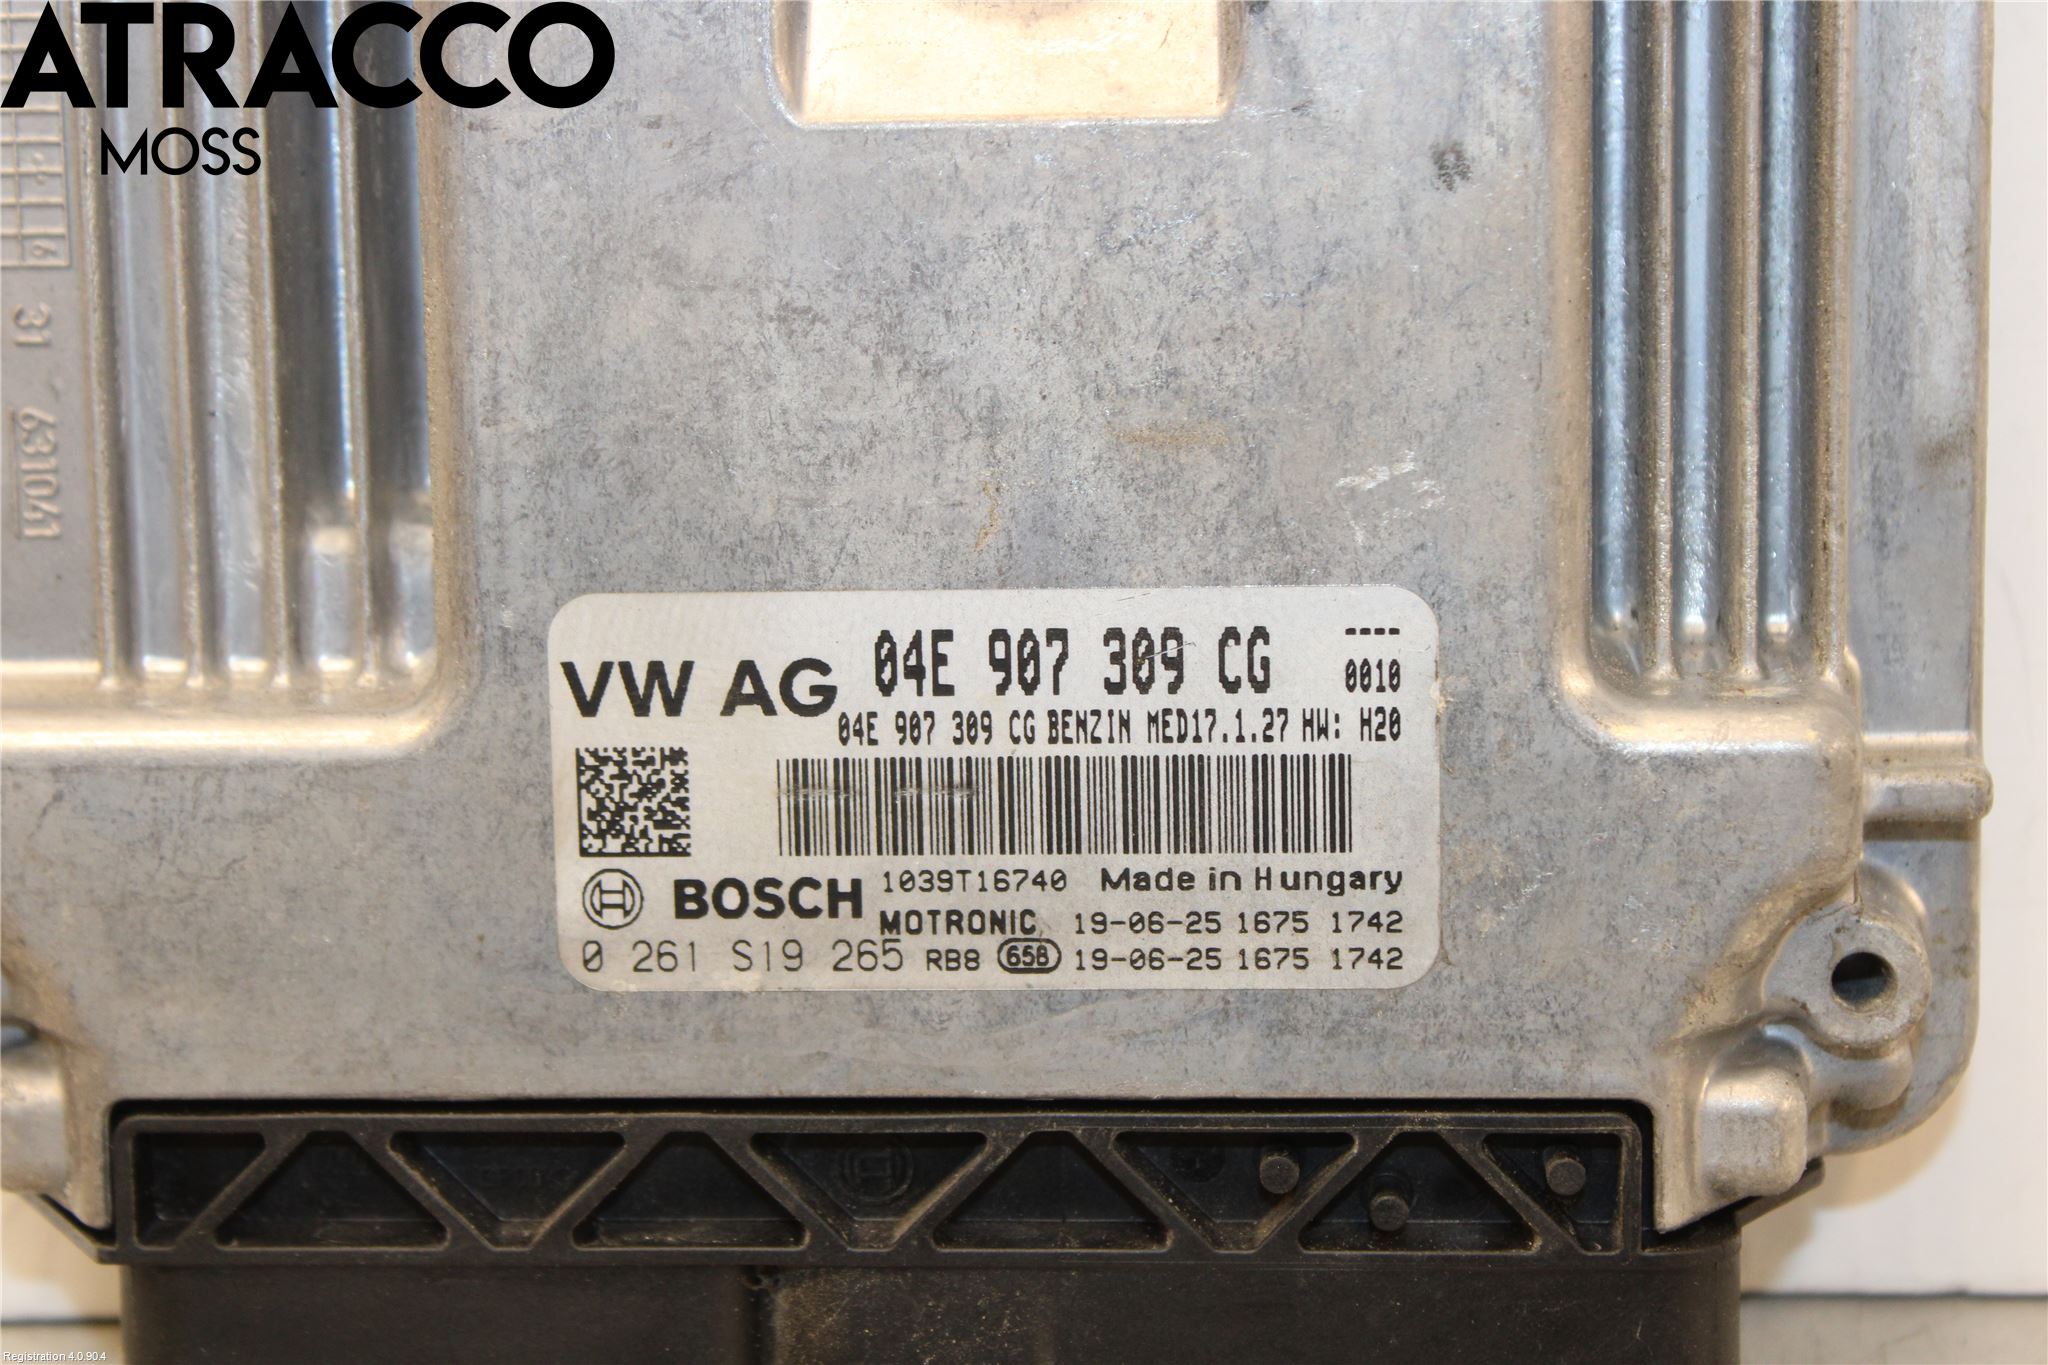 ATRACCO
MOSS
6
31
631041
VW AG
04E 907 309 CG
----
0010
04E 907 309 CG BENZIN MED17.1.27 HW: H20
1039T16740 Made in Hungary
BOSCH
MOTRONIC 19-06-25 1675 1742
0 261 S19 265 RB8 658 19-06-25 1675 1742
Registration 4.0.90.4